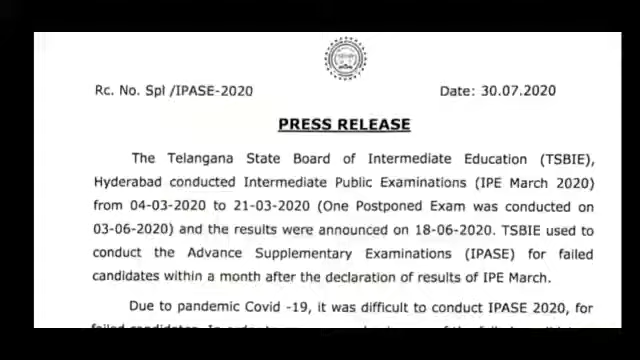 Rc. No. Spl /IPASE-2020 Date: 30.07.2020
PRESS RELEASE
The Telangana State Board of Intermediate Education (TSBIE),
Hyderabad conducted Intermediate Public Examinations (IPE March 2020)
from 04-03-2020 to 21-03-2020 (One Postponed Exam was conducted on
03-06-2020) and the results were announced on 18-06-2020. TSBIE used to
conduct the Advance Supplementary Examinations (IPASE) for failed
candidates within a month after the declaration of results of IPE March.
Due to pandemic Covid -19, it was difficult to conduct IPASE 2020, for